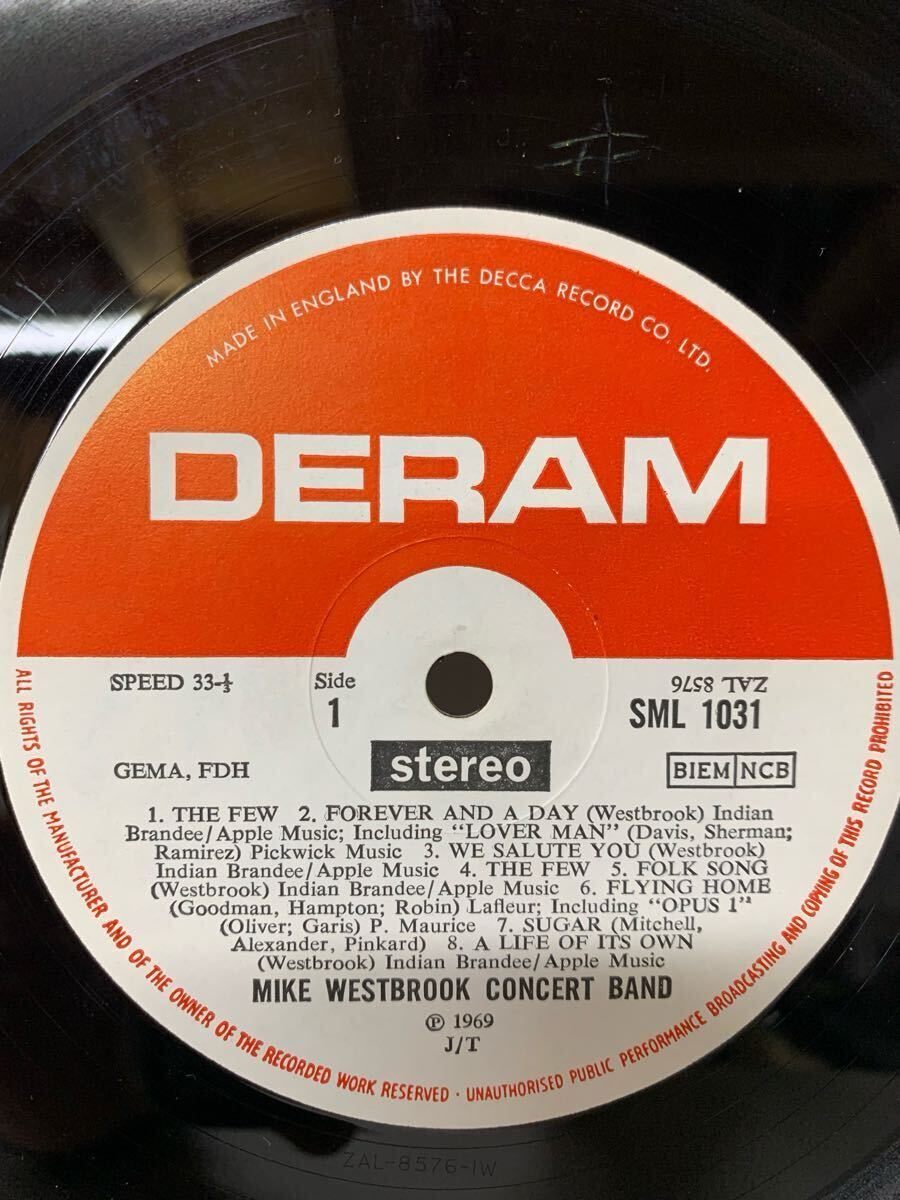 MADE IN ENGLAND BY THE DECCA RECORD CO. LTD.
DERAM
SPEED 33-⅓
Side
1
ZAL 8576
SML 1031
GEMA, FDH
stereo
BIEM NCB
1. THE FEW 2. FOREVER AND A DAY (Westbrook) Indian
Brandee/Apple Music; Including "LOVER MAN" (Davis, Sherman;
Ramirez) Pickwick Music 3. WE SALUTE YOU (Westbrook)
Indian Brandee/Apple Music 4. THE FEW 5. FOLK SONG
(Westbrook) Indian Brandee/Apple Music 6. FLYING HOME
(Goodman, Hampton; Robin) Lafleur; Including "OPUS 1"
(Oliver; Garis) P. Maurice 7. SUGAR (Mitchell,
Alexander, Pinkard) 8. A LIFE OF ITS OWN
(Westbrook) Indian Brandee/Apple Music
MIKE WESTBROOK CONCERT BAND
℗ 1969
J/T
ALL RIGHTS OF THE MANUFACTURER AND OF THE OWNER OF THE RECORDED WORK RESERVED · UNAUTHORISED PUBLIC PERFORMANCE BROADCASTING AND COPYING OF THIS RECORD PROHIBITED
ZAL-8576-1W